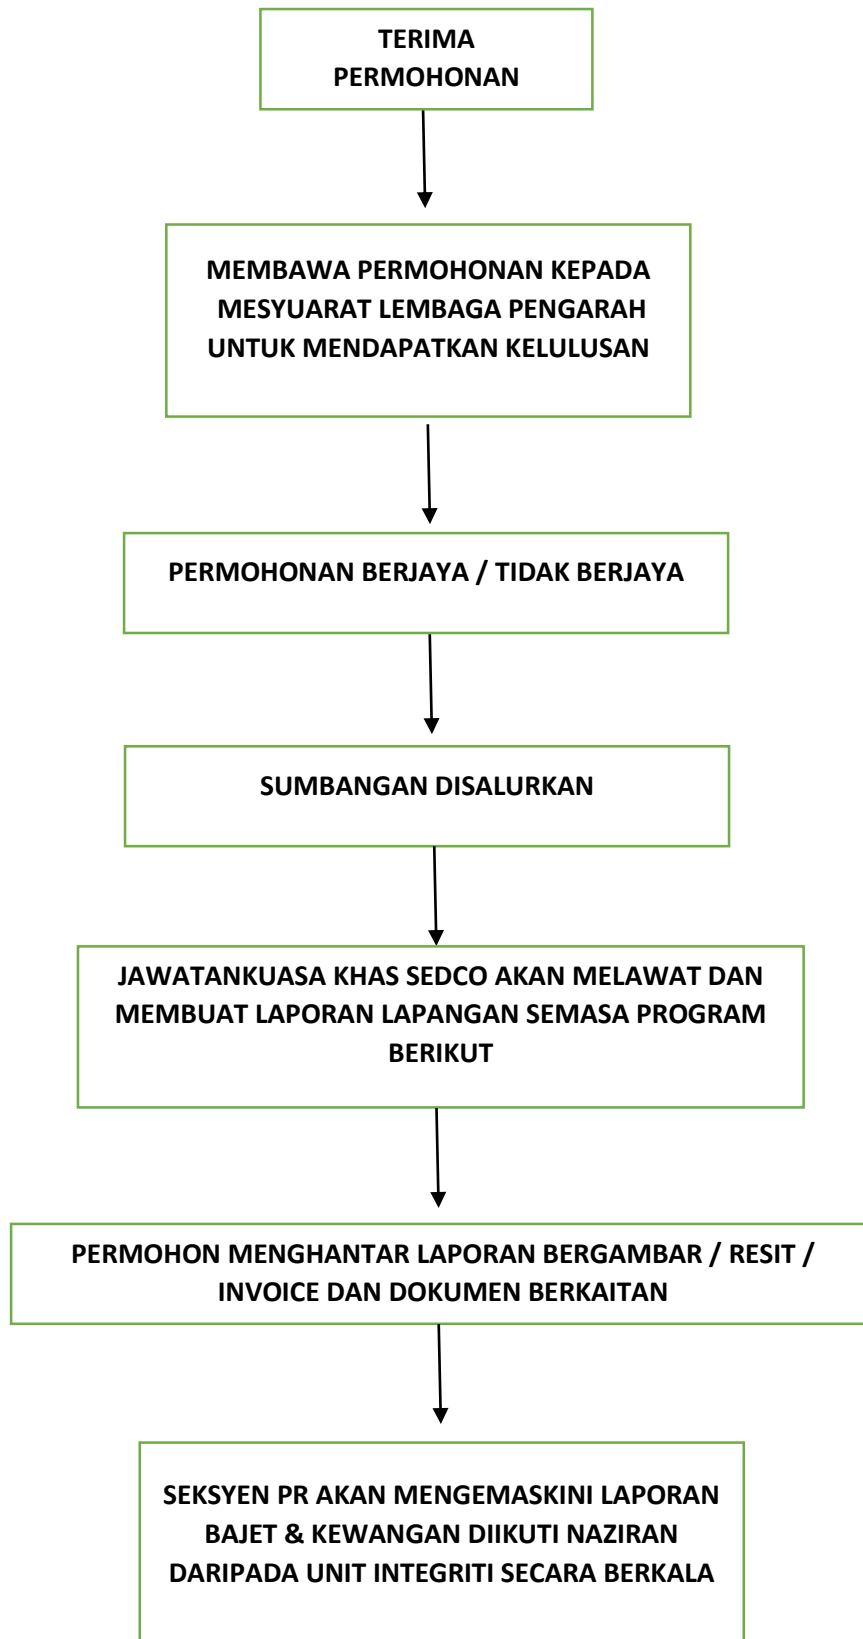 TERIMA
PERMOHONAN
MEMBAWA PERMOHONAN KEPADA
MESYUARAT LEMBAGA PENGARAH
UNTUK MENDAPATKAN KELULUSAN
PERMOHONAN BERJAYA / TIDAK BERJAYA
SUMBANGAN DISALURKAN
JAWATANKUASA KHAS SEDCO AKAN MELAWAT DAN
MEMBUAT LAPORAN LAPANGAN SEMASA PROGRAM
BERIKUT
PERMOHON MENGHANTAR LAPORAN BERGAMBAR / RESIT /
INVOICE DAN DOKUMEN BERKAITAN
SEKSYEN PR AKAN MENGEMASKINI LAPORAN
BAJET & KEWANGAN DIIKUTI NAZIRAN
DARIPADA UNIT INTEGRITI SECARA BERKALA